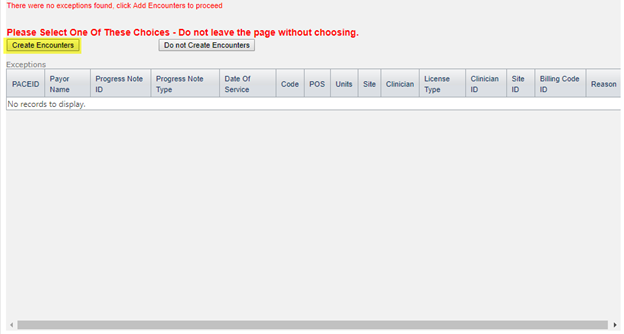 There were no exceptions found, click Add Encounters to proceed
Please Select One Of These Choices - Do not leave the page without choosing.
Create Encounters Do not Create Encounters
Exceptions
PACEID Payor Name Progress Note ID Progress Note Type Date Of Service Code POS Units Site Clinician License Type Clinician ID Site ID Billing Code ID Reason
No records to display.